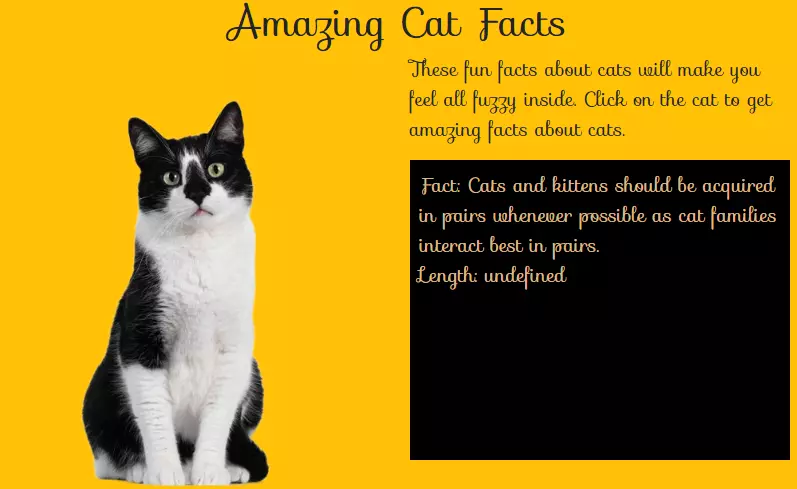 Amazing Cat Facts
These fun facts about cats will make you
feel all fuzzy inside. Click on the cat to get
amazing facts about cats.
Fact: Cats and kittens should be acquired
in pairs whenever possible as cat families
interact best in pairs.
Length: undefined